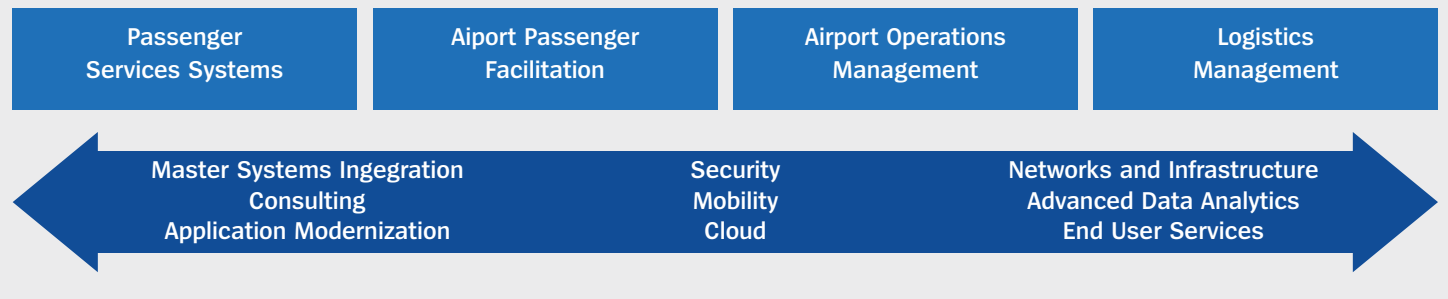 Passenger
Services Systems
Aiport Passenger
Facilitation
Airport Operations
Management
Logistics
Management
Master Systems Ingegration
Consulting
Application Modernization
Security
Mobility
Cloud
Networks and Infrastructure
Advanced Data Analytics
End User Services